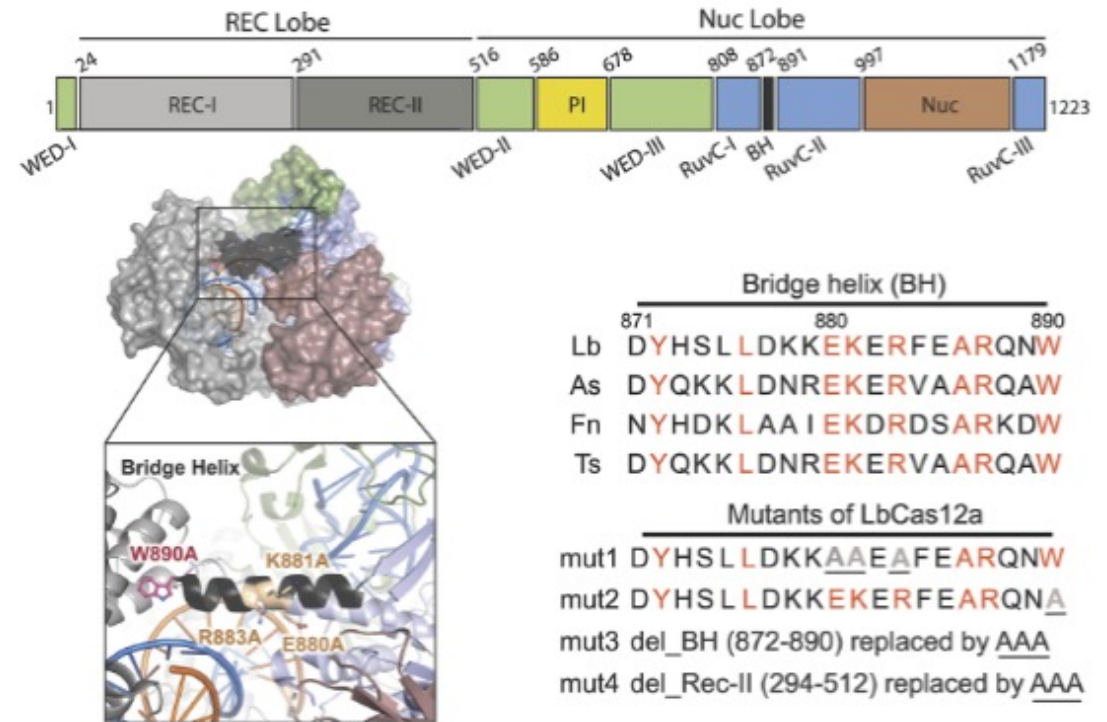 REC Lobe
Nuc Lobe
24
291
516
586
678
808
872
891
997
1179
1
REC-I
REC-II
PI
Nuc
1223
WED-I
WED-II
WED-III
RuvC-I
BH
RuvC-II
RuvC-III
Bridge Helix
W890A
K881A
R883A
E880A
Bridge helix (BH)
871 880 890
Lb DYHSLLDKKEKERFEARQNW
As DYQKKLDNREKERVAARQAW
Fn NYHDKLAAIEKDRDSARKDW
Ts DYQKKLDNREKERVAARQAW
Mutants of LbCas12a
mut1 DYHSLLDKKAAEAFEARQNW
mut2 DYHSLLDKKEKERFEARQNA
mut3 del_BH (872-890) replaced by AAA
mut4 del_Rec-II (294-512) replaced by AAA